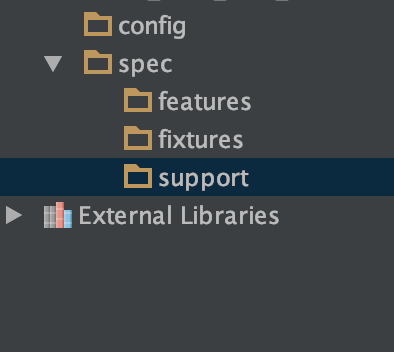 config
spec
features
fixtures
support
External Libraries